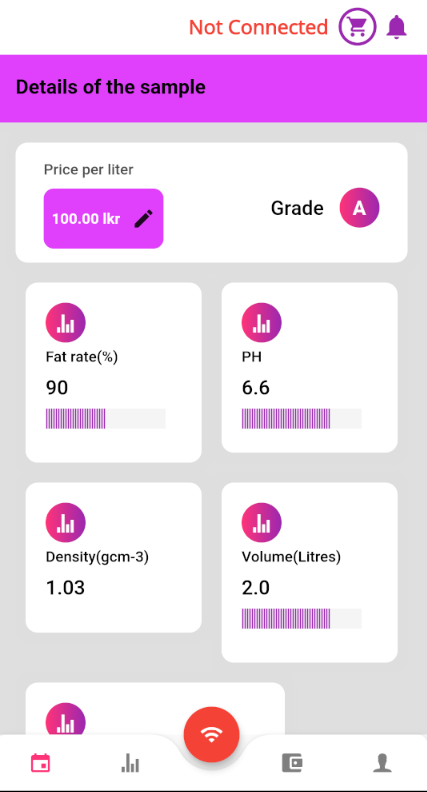 Not Connected
Details of the sample
Price per liter
100.00 lkr
Grade A
Fat rate(%)
90
PH
6.6
Density(gcm-3)
1.03
Volume(Litres)
2.0